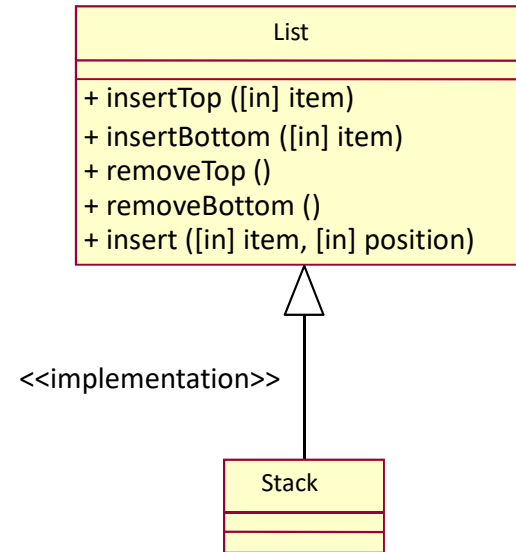 List
+ insertTop ([in] item)
+ insertBottom ([in] item)
+ removeTop ()
+ removeBottom ()
+ insert ([in] item, [in] position)
<<implementation>>
Stack